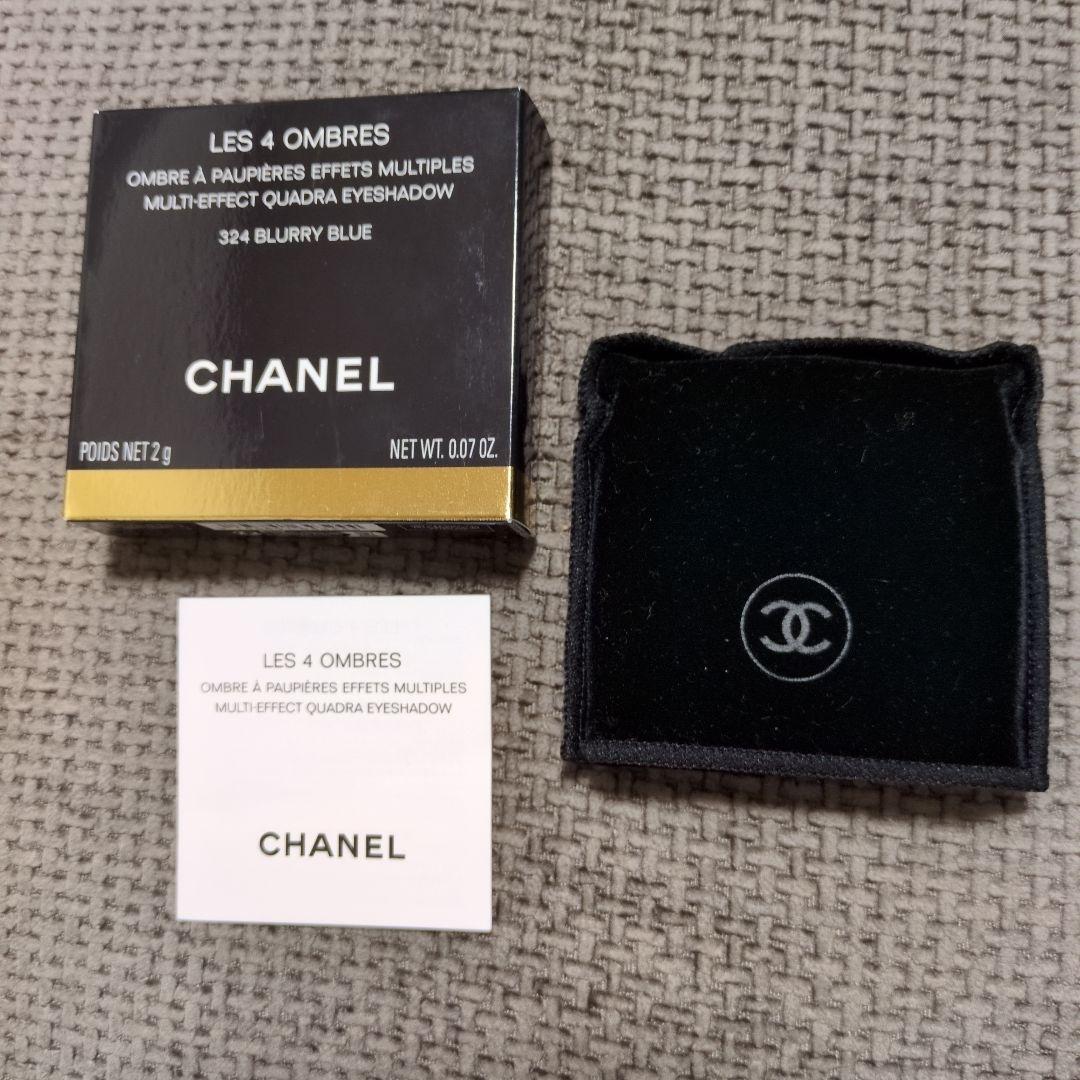 LES 4 OMBRES
OMBRE À PAUPIÈRES EFFETS MULTIPLES
MULTI-EFFECT QUADRA EYESHADOW
324 BLURRY BLUE
CHANEL
POIDS NET 2 g
NET WT. 0.07 OZ.
LES 4 OMBRES
OMBRE À PAUPIÈRES EFFETS MULTIPLES
MULTI-EFFECT QUADRA EYESHADOW
CHANEL